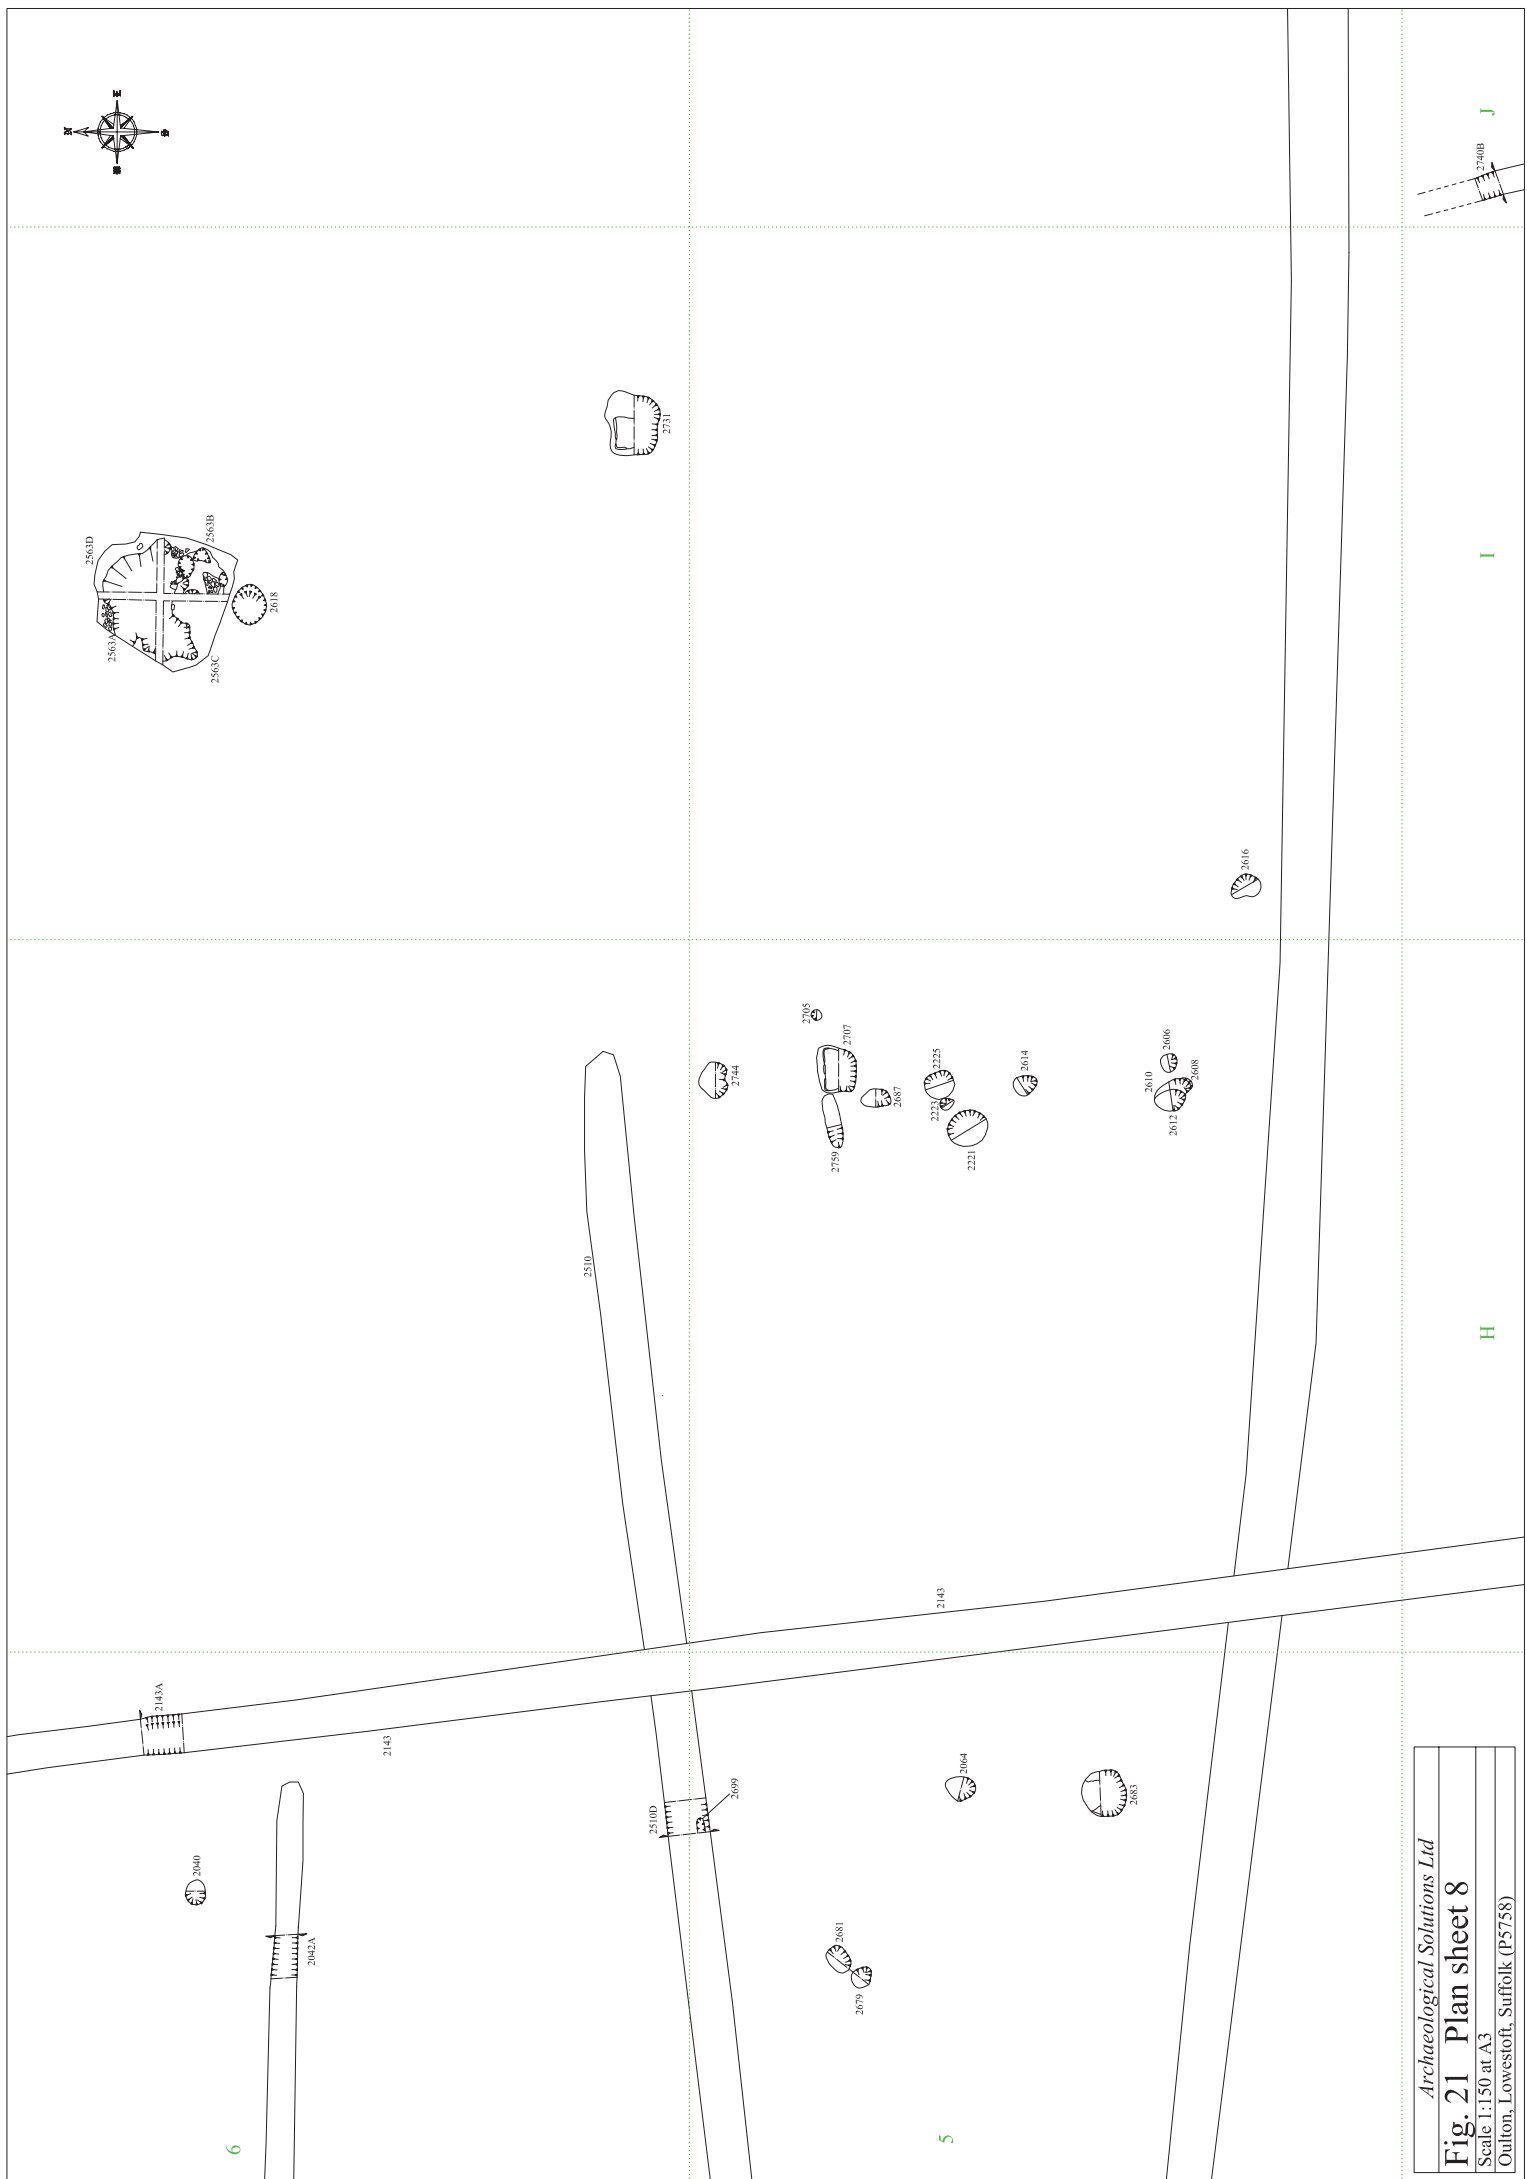 N
E
S
W
2563D
2563A
2563B
2563C
2618
2731
J
2740B
I
2616
2705
2707
2744
2687
2759
2225
2223
2221
2614
2606
2608
2610
2612
2510
H
2143
2143A
2143
2510D
2699
2064
2683
2040
2042A
2681
2679
6
5
Archaeological Solutions Ltd
Fig. 21 Plan sheet 8
Scale 1:150 at A3
Oulton, Lowestoft, Suffolk (P5758)